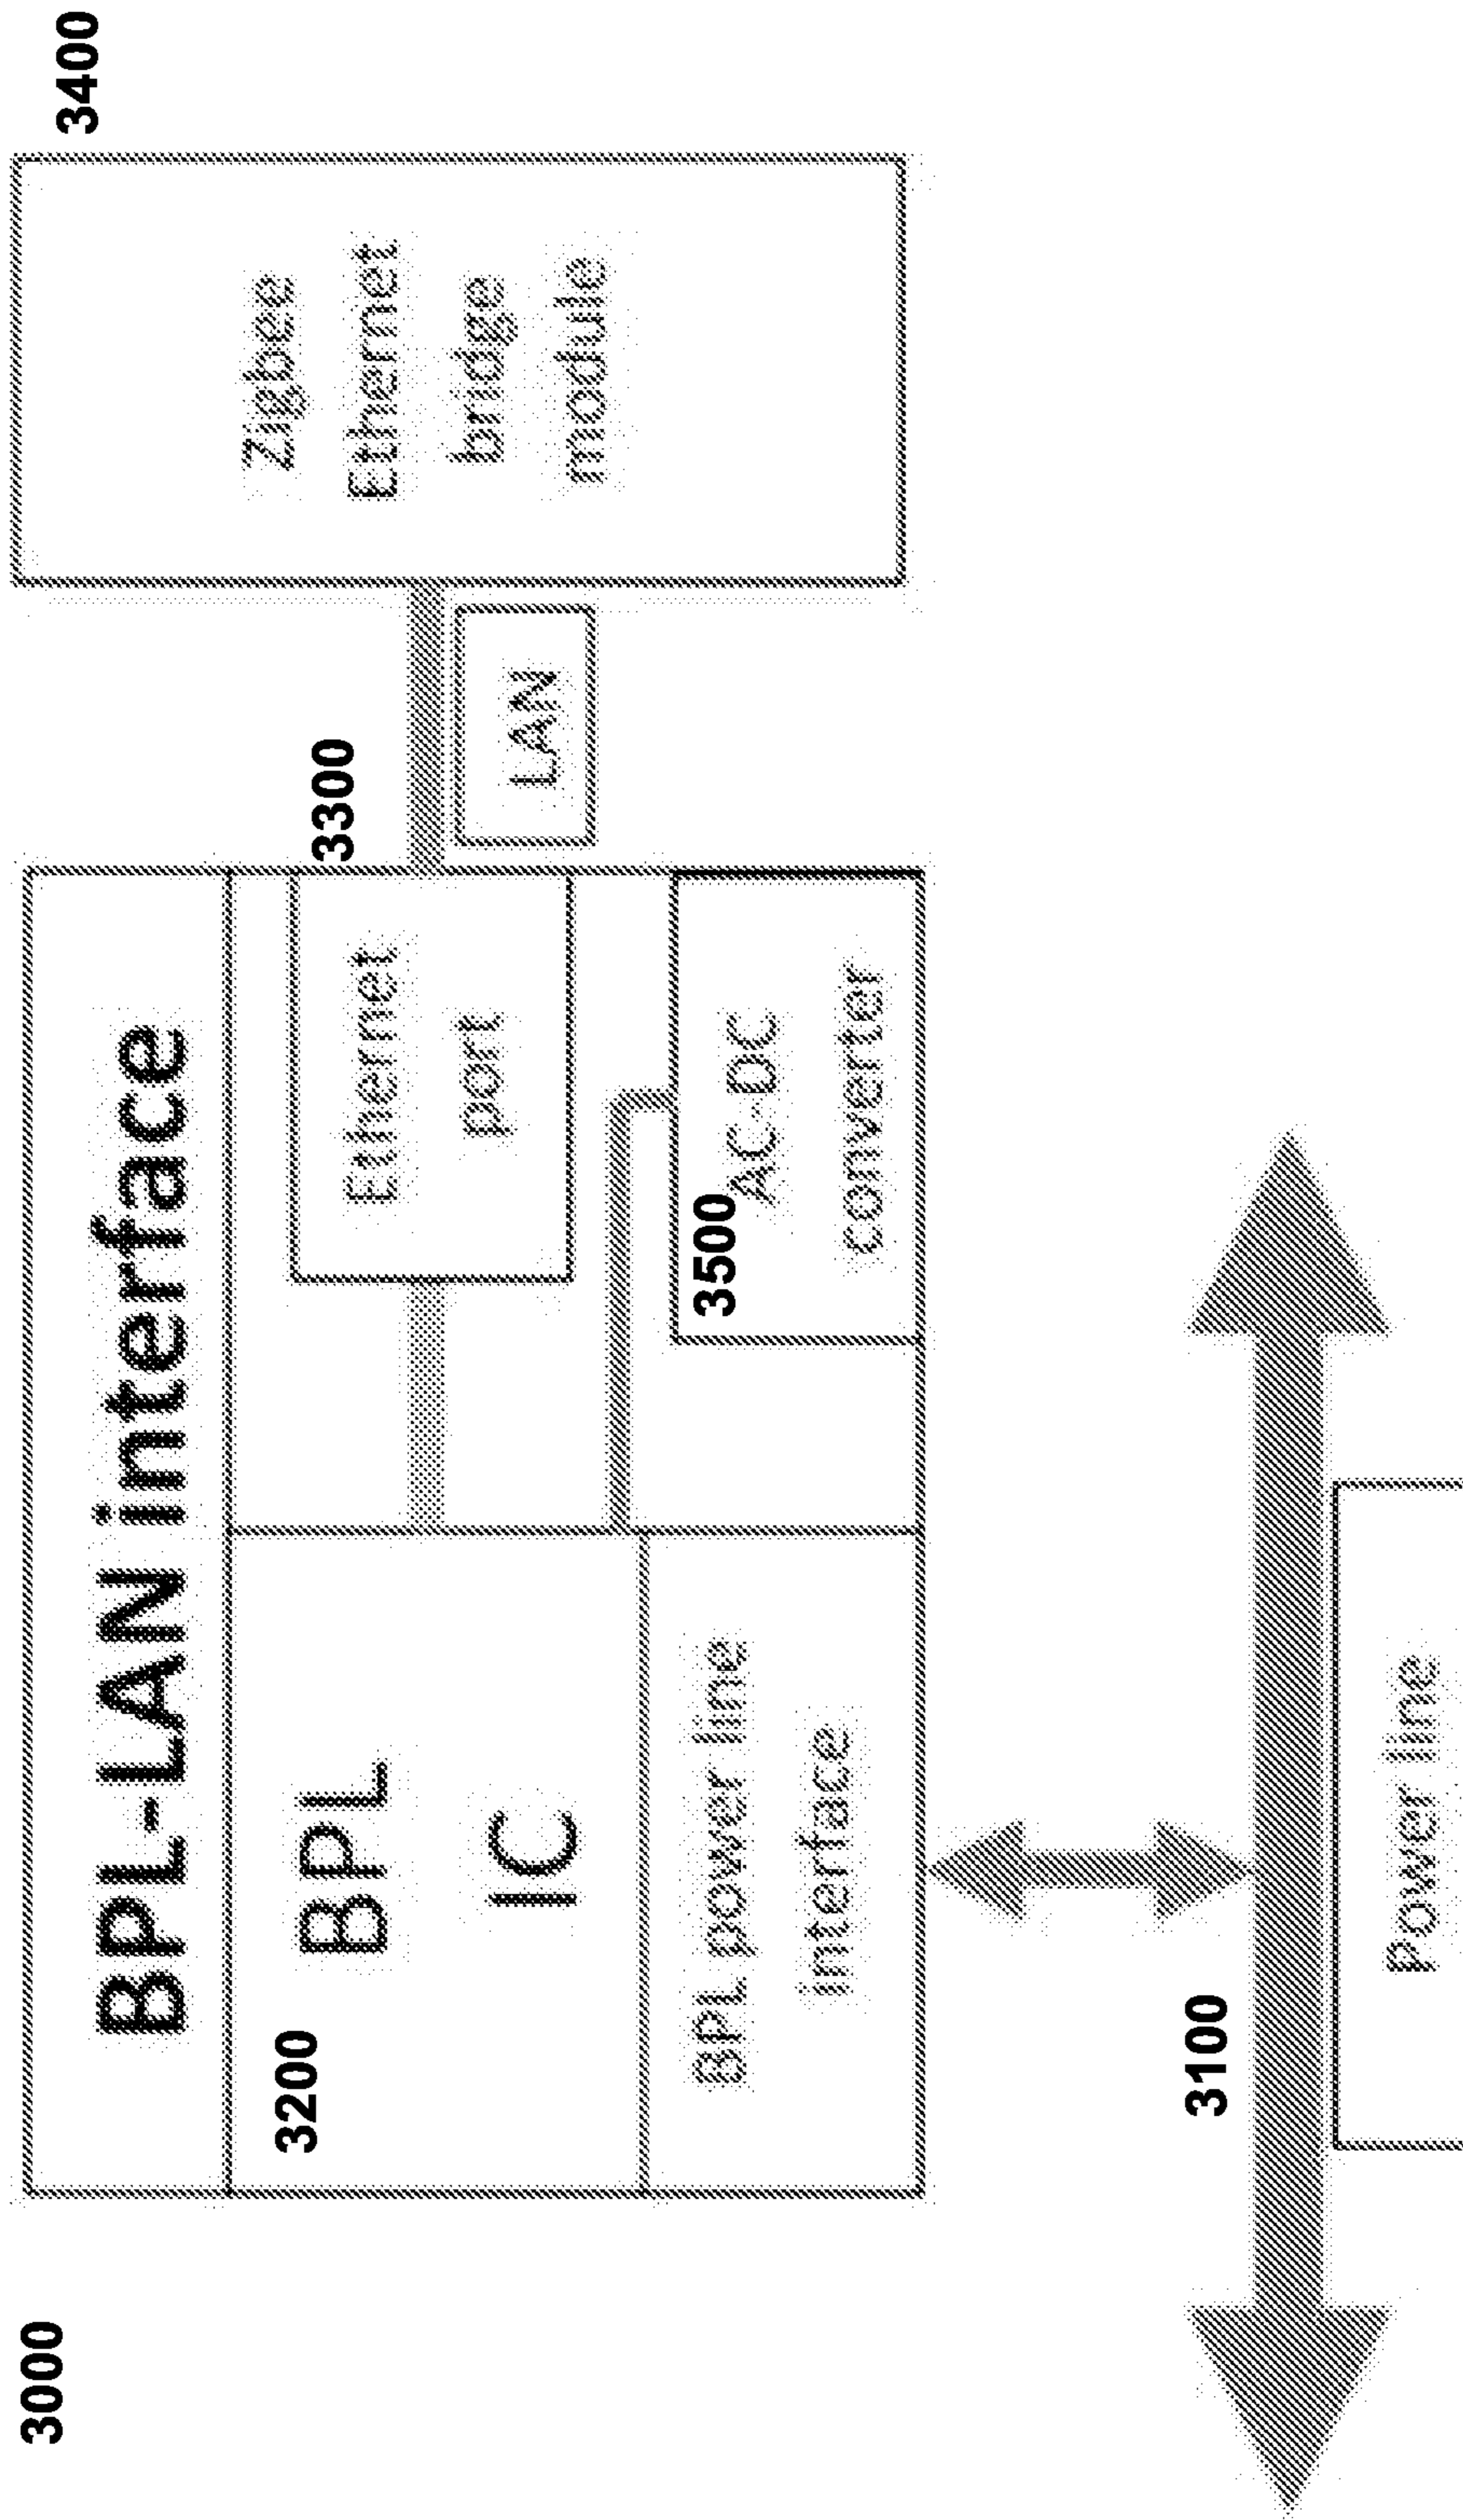 3000
BPL-LAN interface
3200
BPL
IC
BPL power line
interface
Ethernet
port
3300
3500
AC-DC
converter
LAN
3400
Zigbee
Ethernet
bridge
module
3100
Power line